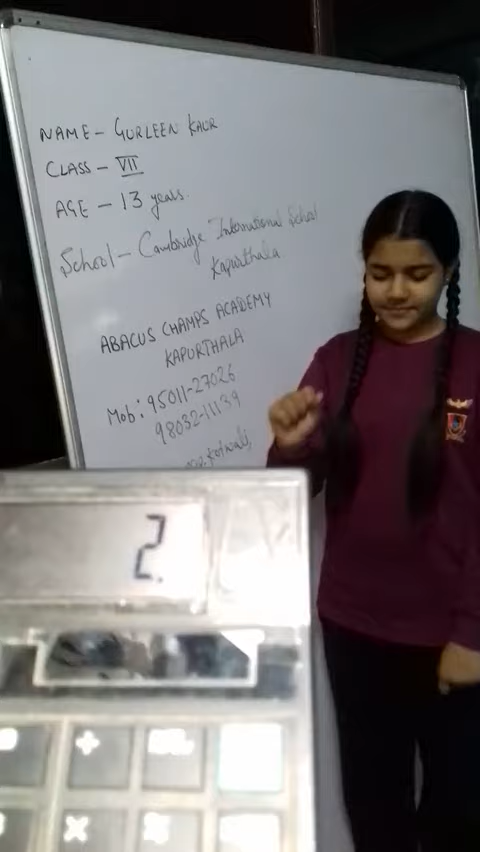 NAME - GURLEEN KAUR
CLASS - VII
AGE - 13 years.
School - Cambridge International School
Kapurthala
ABACUS CHAMPS ACADEMY
KAPURTHALA
Mob: 95011-27026
98032-11139
Kotwali,
2.
+
X